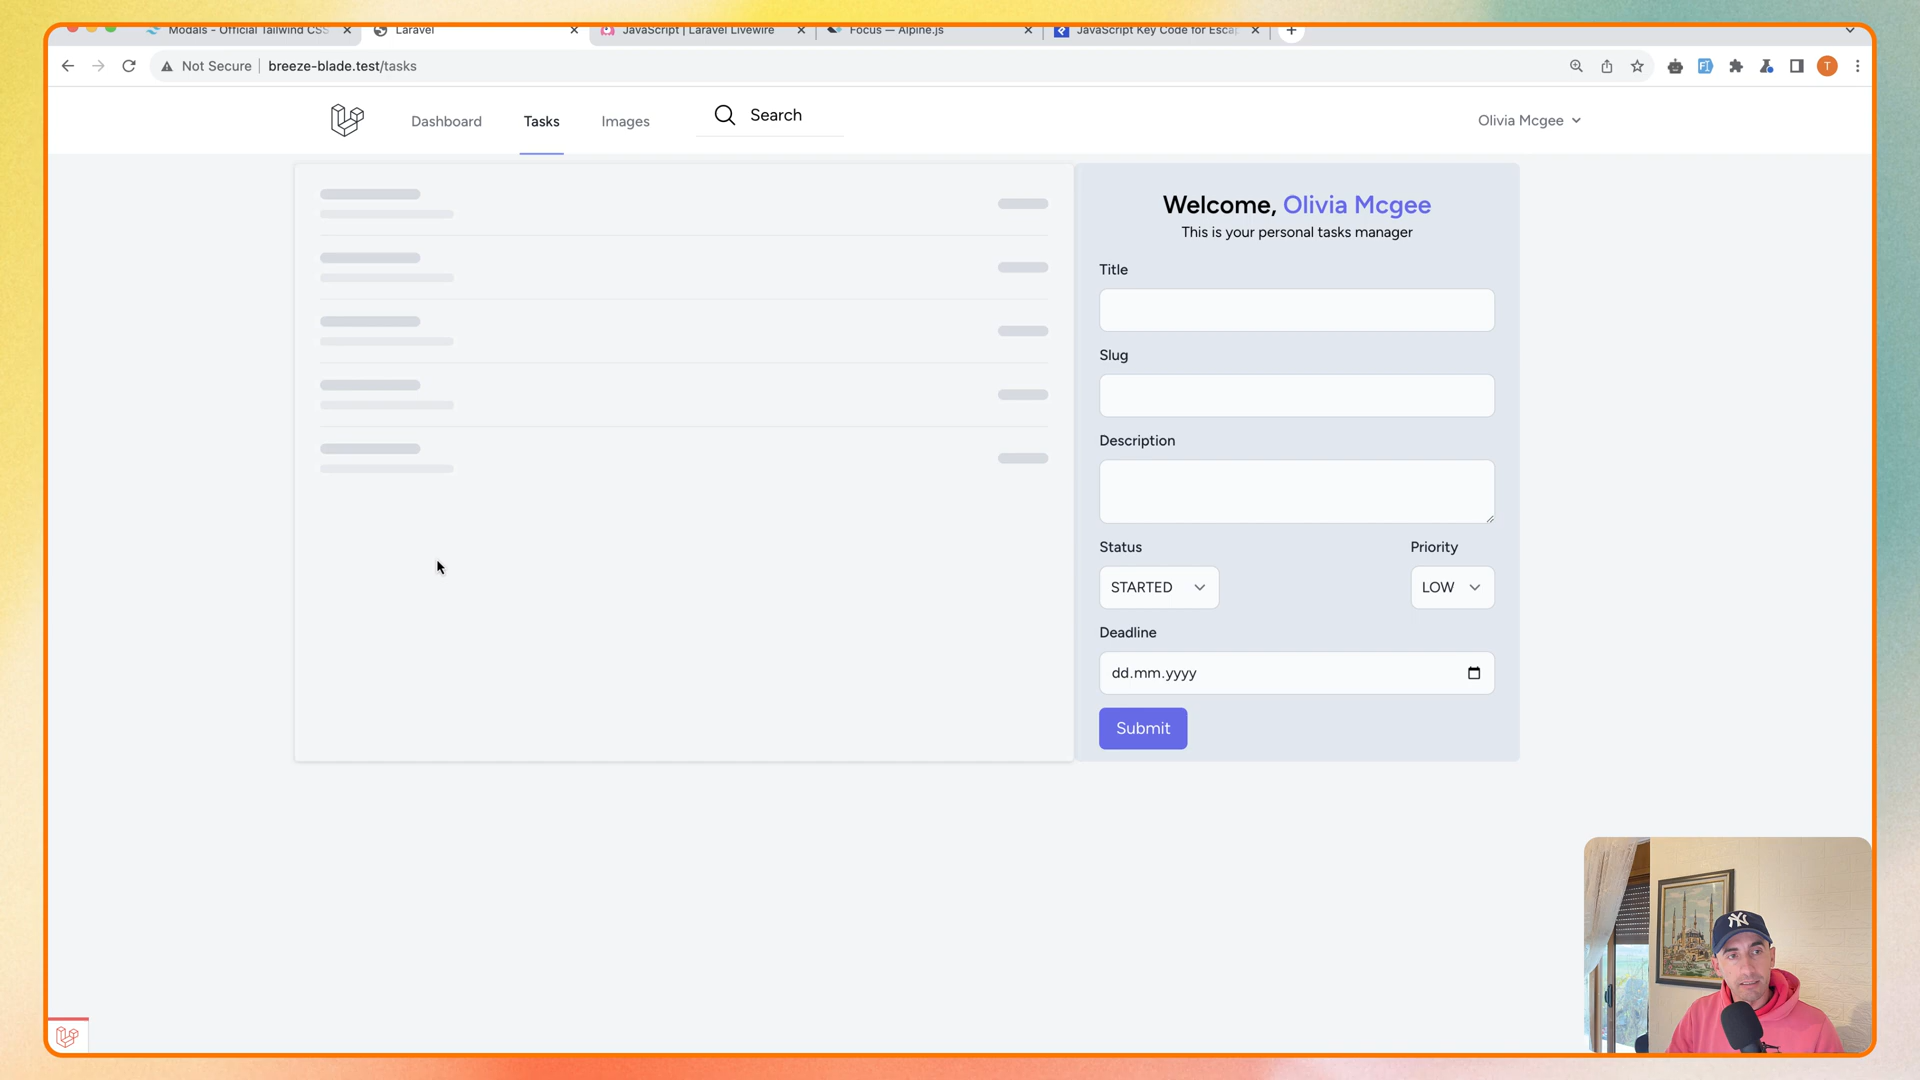 Modals - Official Tailwind CSS
Laravel
JavaScript | Laravel Livewire
Focus — Alpine.js
JavaScript Key Code for Escap
Not Secure
breeze-blade.test/tasks
T
Dashboard
Tasks
Images
Search
Olivia Mcgee
Welcome, Olivia Mcgee
This is your personal tasks manager
Title
Slug
Description
Status
Priority
STARTED
LOW
Deadline
dd.mm.yyyy
Submit